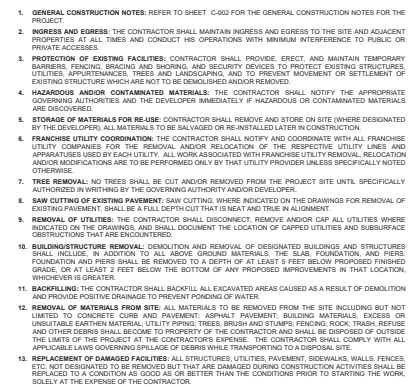 1. GENERAL CONSTRUCTION NOTES: REFER TO SHEET C-002 FOR THE GENERAL CONSTRUCTION NOTES FOR THE
PROJECT.
2. INGRESS AND EGRESS: THE CONTRACTOR SHALL MAINTAIN INGRESS AND EGRESS TO THE SITE AND ADJACENT
PROPERTIES AT ALL TIMES AND CONDUCT HIS OPERATIONS WITH MINIMUM INTERFERENCE TO PUBLIC OR
PRIVATE ACCESSES.
3. PROTECTION OF EXISTING FACILITIES: CONTRACTOR SHALL PROVIDE, ERECT, AND MAINTAIN TEMPORARY
BARRIERS, FENCING, BRACING AND SHORING, AND SECURITY DEVICES TO PROTECT EXISTING STRUCTURES,
UTILITIES, APPURTENANCES, TREES AND LANDSCAPING, AND TO PREVENT MOVEMENT OR SETTLEMENT OF
EXISTING STRUCTURE WHICH ARE NOT TO BE DEMOLISHED AND/OR REMOVED.
4. HAZARDOUS AND/OR CONTAMINATED MATERIALS: THE CONTRACTOR SHALL NOTIFY THE APPROPRIATE
GOVERNING AUTHORITIES AND THE DEVELOPER IMMEDIATELY IF HAZARDOUS OR CONTAMINATED MATERIALS
ARE DISCOVERED.
5. STORAGE OF MATERIALS FOR RE-USE: CONTRACTOR SHALL REMOVE AND STORE ON SITE (WHERE DESIGNATED
BY THE DEVELOPER), ALL MATERIALS TO BE SALVAGED OR RE-INSTALLED LATER IN CONSTRUCTION.
6. FRANCHISE UTILITY COORDINATION: THE CONTRACTOR SHALL NOTIFY AND COORDINATE WITH ALL FRANCHISE
UTILITY COMPANIES FOR THE REMOVAL AND/OR RELOCATION OF THE RESPECTIVE UTILITY LINES AND
APPARATUSES USED BY EACH UTILITY. ALL WORK ASSOCIATED WITH FRANCHISE UTILITY REMOVAL, RELOCATION
AND/OR MODIFICATIONS ARE TO BE PERFORMED ONLY BY THAT UTILITY PROVIDER UNLESS SPECIFICALLY NOTED
OTHERWISE.
7. TREE REMOVAL: NO TREES SHALL BE CUT AND/OR REMOVED FROM THE PROJECT SITE UNTIL SPECIFICALLY
AUTHORIZED IN WRITHING BY THE GOVERNING AUTHORITY AND/OR DEVELOPER.
8. SAW CUTTING OF EXISTING PAVEMENT: SAW CUTTING, WHERE INDICATED ON THE DRAWINGS FOR REMOVAL OF
EXISTING PAVEMENT, SHALL BE A FULL DEPTH CUT THAT IS NEAT AND TRUE IN ALIGNMENT.
9. REMOVAL OF UTILITIES: THE CONTRACTOR SHALL DISCONNECT, REMOVE AND/OR CAP ALL UTILITIES WHERE
INDICATED ON THE DRAWINGS, AND SHALL DOCUMENT THE LOCATION OF CAPPED UTILITIES AND SUBSURFACE
OBSTRUCTIONS THAT ARE ENCOUNTERED.
10. BUILDING/STRUCTURE REMOVAL: DEMOLITION AND REMOVAL OF DESIGNATED BUILDINGS AND STRUCTURES
SHALL INCLUDE, IN ADDITION TO ALL ABOVE GROUND MATERIALS, THE SLAB, FOUNDATION, AND PIERS.
FOUNDATION AND PIERS SHALL BE REMOVED TO A DEPTH OF AT LEAST 5 FEET BELOW PROPOSED FINISHED
GRADE, OR AT LEAST 2 FEET BELOW THE BOTTOM OF ANY PROPOSED IMPROVEMENTS IN THAT LOCATION,
WHICHEVER IS GREATER.
11. BACKFILLING: THE CONTRACTOR SHALL BACKFILL ALL EXCAVATED AREAS CAUSED AS A RESULT OF DEMOLITION
AND PROVIDE POSITIVE DRAINAGE TO PREVENT PONDING OF WATER.
12. REMOVAL OF MATERIALS FROM SITE: ALL MATERIALS TO BE REMOVED FROM THE SITE INCLUDING BUT NOT
LIMITED TO CONCRETE CURB AND PAVEMENT; ASPHALT PAVEMENT; BUILDING MATERIALS, EXCESS OR
UNSUITABLE EARTHEN MATERIAL; UTILITY PIPING; TREES, BRUSH AND STUMPS; FENCING; ROCK; TRASH, REFUSE
AND OTHER DEBRIS SHALL BECOME TO PROPERTY OF THE CONTRACTOR AND SHALL BE DISPOSED OF OUTSIDE
THE LIMITS OF THE PROJECT AT THE CONTRACTOR'S EXPENSE. THE CONTRACTOR SHALL COMPLY WITH ALL
APPLICABLE LAWS GOVERNING SPILLAGE OF DEBRIS WHILE TRANSPORTING TO A DISPOSAL SITE.
13. REPLACEMENT OF DAMAGED FACILITIES: ALL STRUCTURES, UTILITIES, PAVEMENT, SIDEWALKS, WALLS, FENCES,
ETC. NOT DESIGNATED TO BE REMOVED BUT THAT ARE DAMAGED DURING CONSTRUCTION ACTIVITIES SHALL BE
REPLACED TO A CONDITION AS GOOD AS OR BETTER THAN THE CONDITIONS PRIOR TO STARTING THE WORK,
SOLELY AT THE EXPENSE OF THE CONTRACTOR.